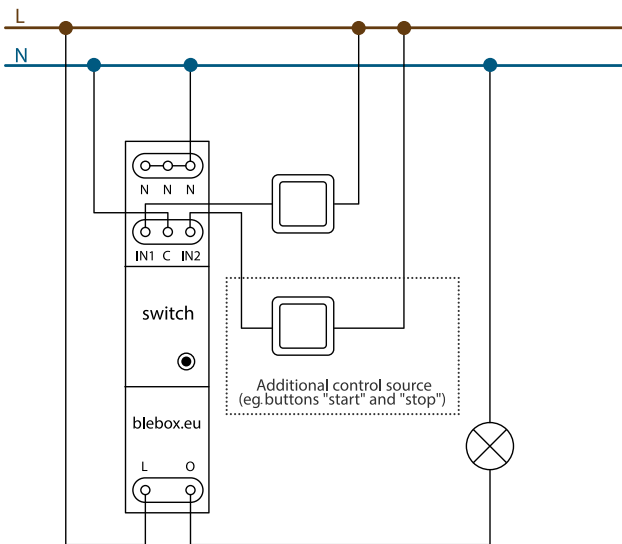 L
N
N N N
IN1 C IN2
switch
Additional control source
(eg.buttons "start" and "stop")
blebox.eu
L O